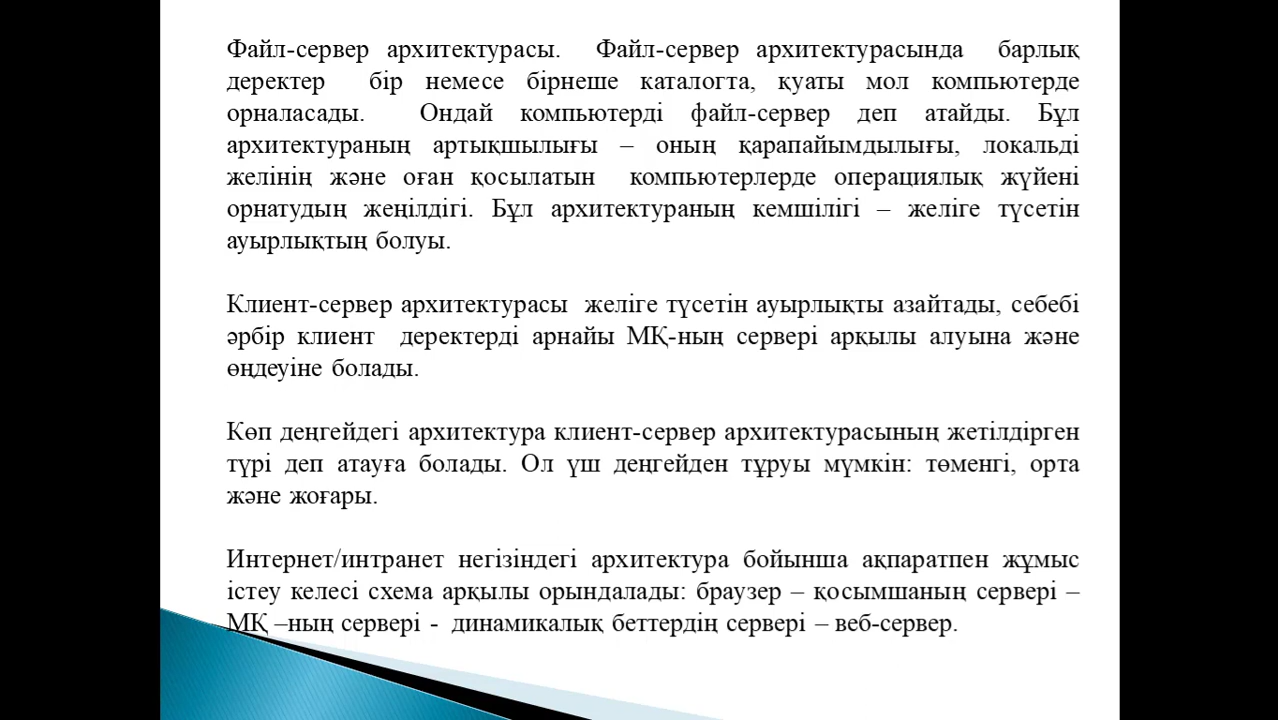 Файл-сервер архитектурасы. Файл-сервер архитектурасында барлық
деректер бір немесе бірнеше каталогта, қуаты мол компьютерде
орналасады. Ондай компьютерді файл-сервер деп атайды. Бұл
архитектураның артықшылығы – оның қарапайымдылығы, локальді
желінің және оған қосылатын компьютерлерде операциялық жүйені
орнатудың жеңілдігі. Бұл архитектураның кемшілігі – желіге түсетін
ауырлықтың болуы.
Клиент-сервер архитектурасы желіге түсетін ауырлықты азайтады, себебі
әрбір клиент деректерді арнайы МҚ-ның сервері арқылы алуына және
өңдеуіне болады.
Көп деңгейдегі архитектура клиент-сервер архитектурасының жетілдірген
түрі деп атауға болады. Ол үш деңгейден тұруы мүмкін: төменгі, орта
және жоғары.
Интернет/интранет негізіндегі архитектура бойынша ақпаратпен жұмыс
істеу келесі схема арқылы орындалады: браузер – қосымшаның сервері –
МҚ –ның сервері - динамикалық беттердің сервері – веб-сервер.